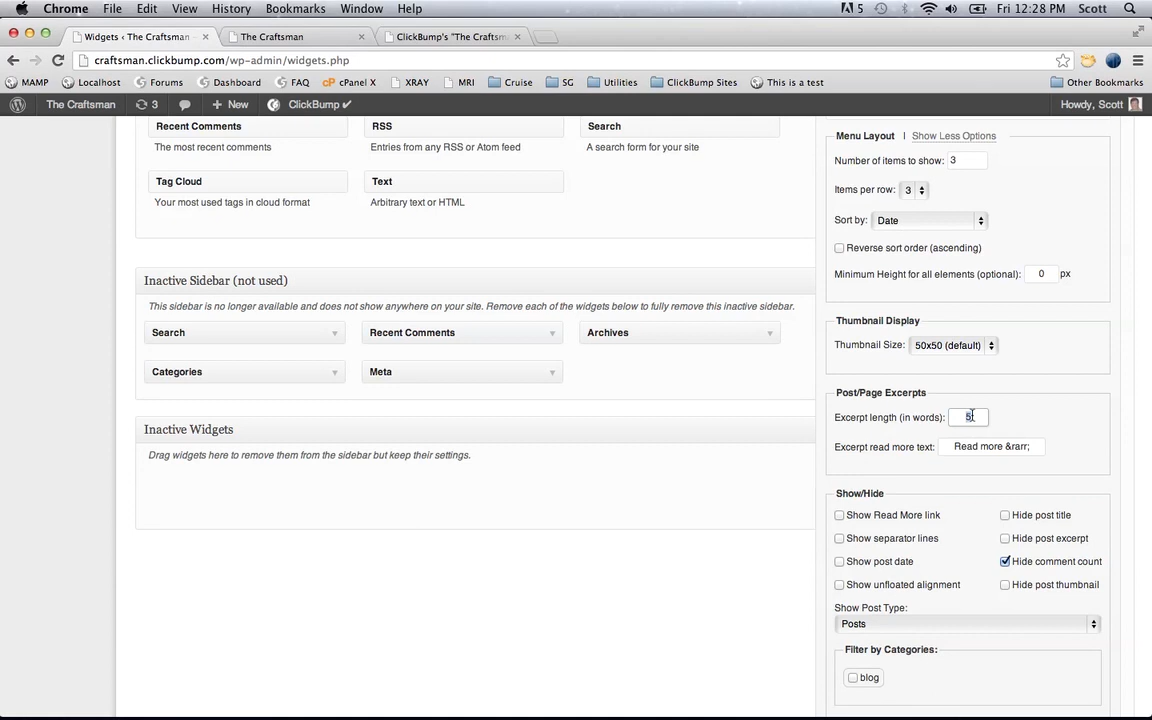 Chrome File Edit View History Bookmarks Window Help
5 Fri 12:28 PM Scott
Widgets ‹ The Craftsman ×
The Craftsman ×
ClickBump's "The Craftsm ×
craftsman.clickbump.com/wp-admin/widgets.php
MAMP Localhost Forums Dashboard FAQ cPanel X XRAY MRI Cruise SG Utilities ClickBump Sites This is a test Other Bookmarks
The Craftsman 3 + New ClickBump ✔ Howdy, Scott
Recent Comments
The most recent comments
RSS
Entries from any RSS or Atom feed
Search
A search form for your site
Tag Cloud
Your most used tags in cloud format
Text
Arbitrary text or HTML
Inactive Sidebar (not used)
This sidebar is no longer available and does not show anywhere on your site. Remove each of the widgets below to fully remove this inactive sidebar.
Search Recent Comments Archives
Categories Meta
Inactive Widgets
Drag widgets here to remove them from the sidebar but keep their settings.
Menu Layout | Show Less Options
Number of items to show: 3
Items per row: 3
Sort by: Date
Reverse sort order (ascending)
Minimum Height for all elements (optional): 0 px
Thumbnail Display
Thumbnail Size: 50x50 (default)
Post/Page Excerpts
Excerpt length (in words): 5
Excerpt read more text: Read more &rarr;
Show/Hide
Show Read More link Hide post title
Show separator lines Hide post excerpt
Show post date Hide comment count
Show unfloated alignment Hide post thumbnail
Show Post Type:
Posts
Filter by Categories:
blog